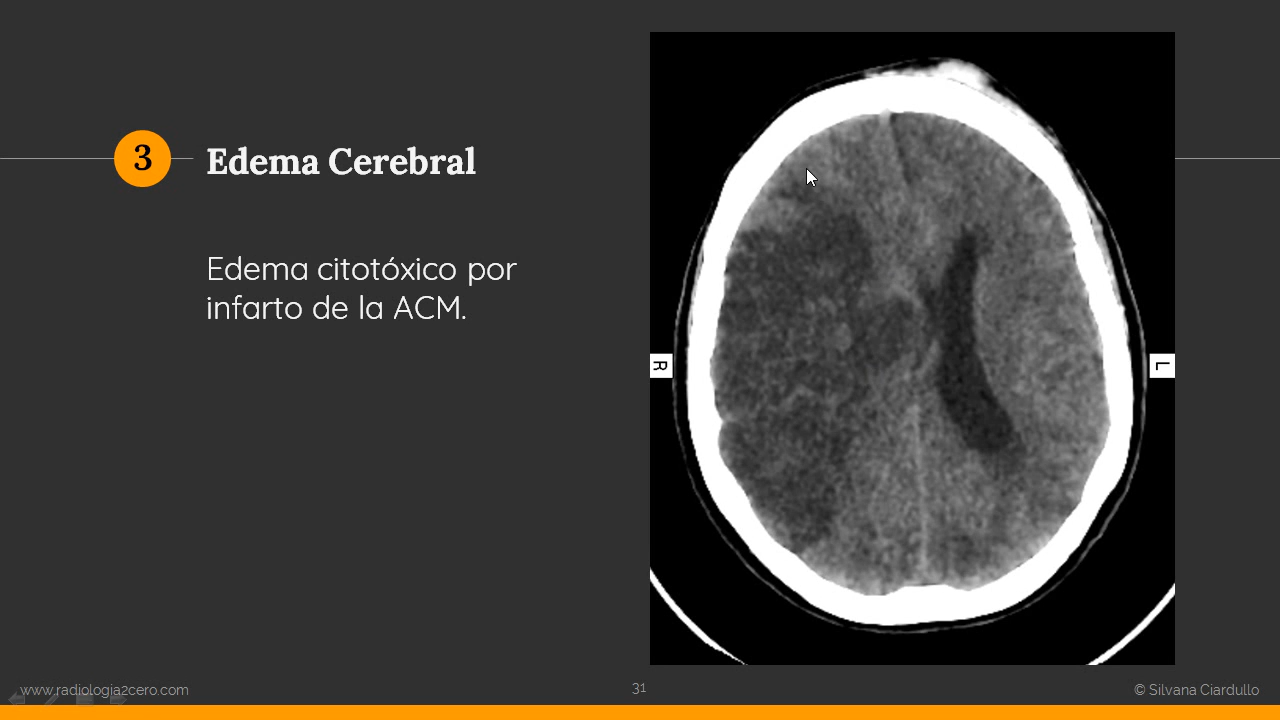 3
Edema Cerebral
Edema citotóxico por
infarto de la ACM.
R
L
www.radiologia2cero.com
31
© Silvana Ciardullo